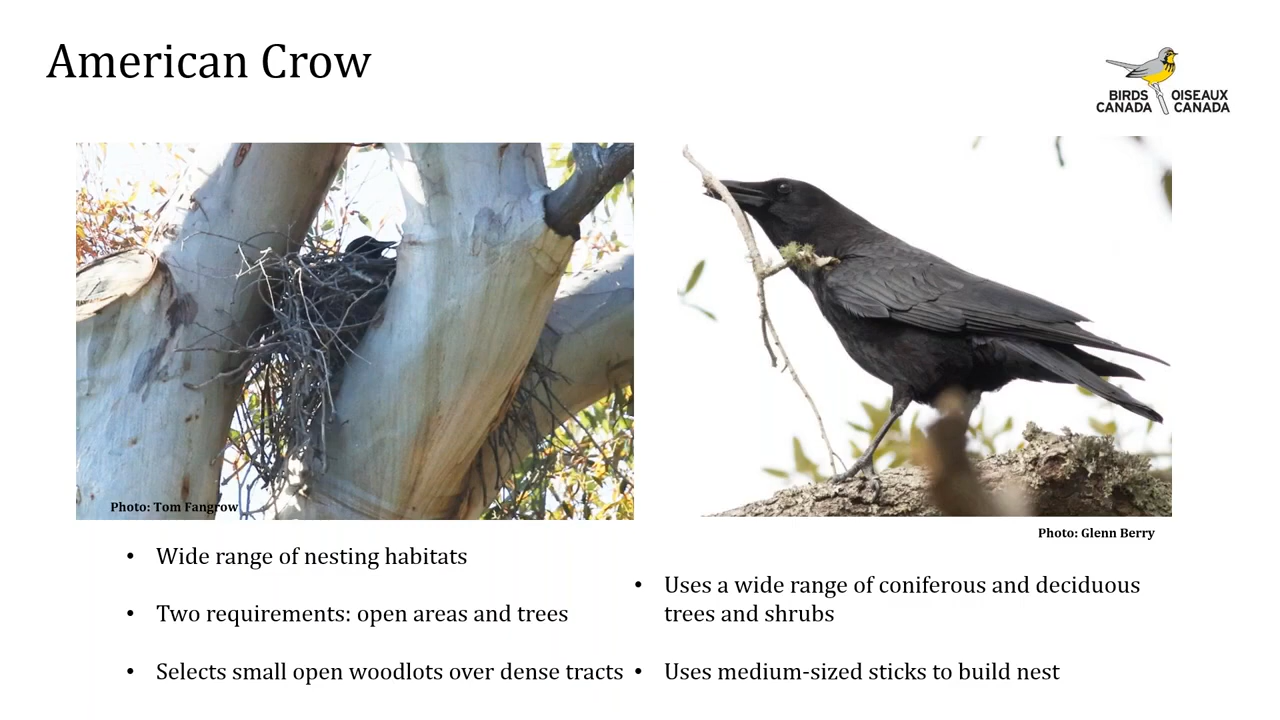 American Crow
BIRDS CANADA
OISEAUX CANADA
Photo: Tom Fangrow
Photo: Glenn Berry
• Wide range of nesting habitats
• Two requirements: open areas and trees
• Selects small open woodlots over dense tracts
• Uses a wide range of coniferous and deciduous
trees and shrubs
• Uses medium-sized sticks to build nest